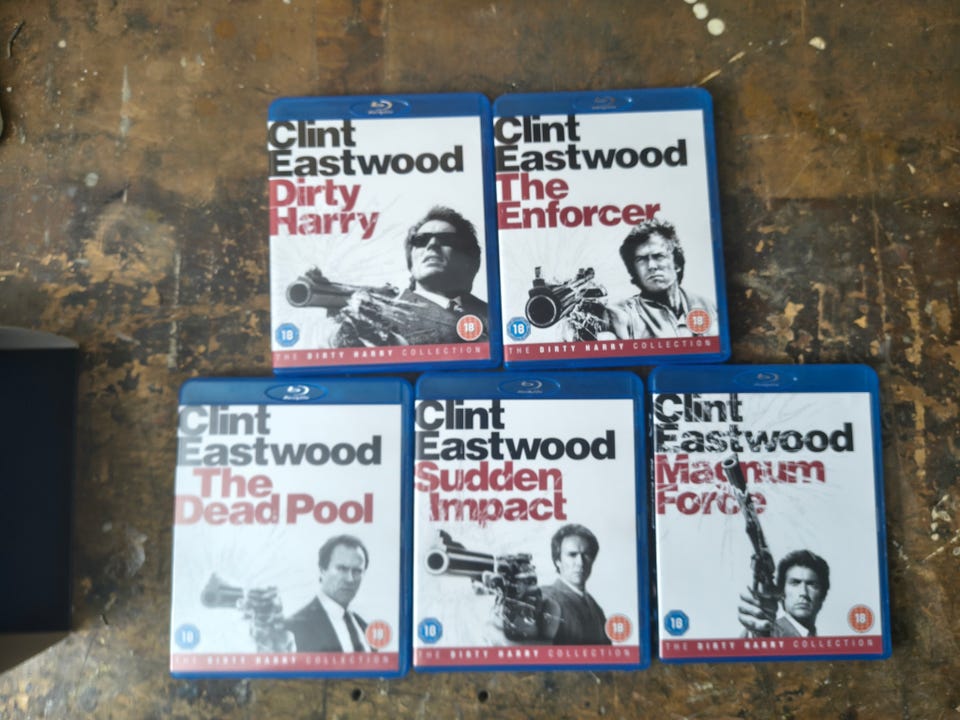 Clint
Eastwood
Dirty
Harry
18
18
THE DIRTY HARRY COLLECTION
Clint
Eastwood
The
Enforcer
18
18
THE DIRTY HARRY COLLECTION
Clint
Eastwood
The
Dead Pool
18
18
THE DIRTY HARRY COLLECTION
Clint
Eastwood
Sudden
Impact
18
18
THE DIRTY HARRY COLLECTION
Clint
Eastwood
Magnum
Force
18
18
THE DIRTY HARRY COLLECTION